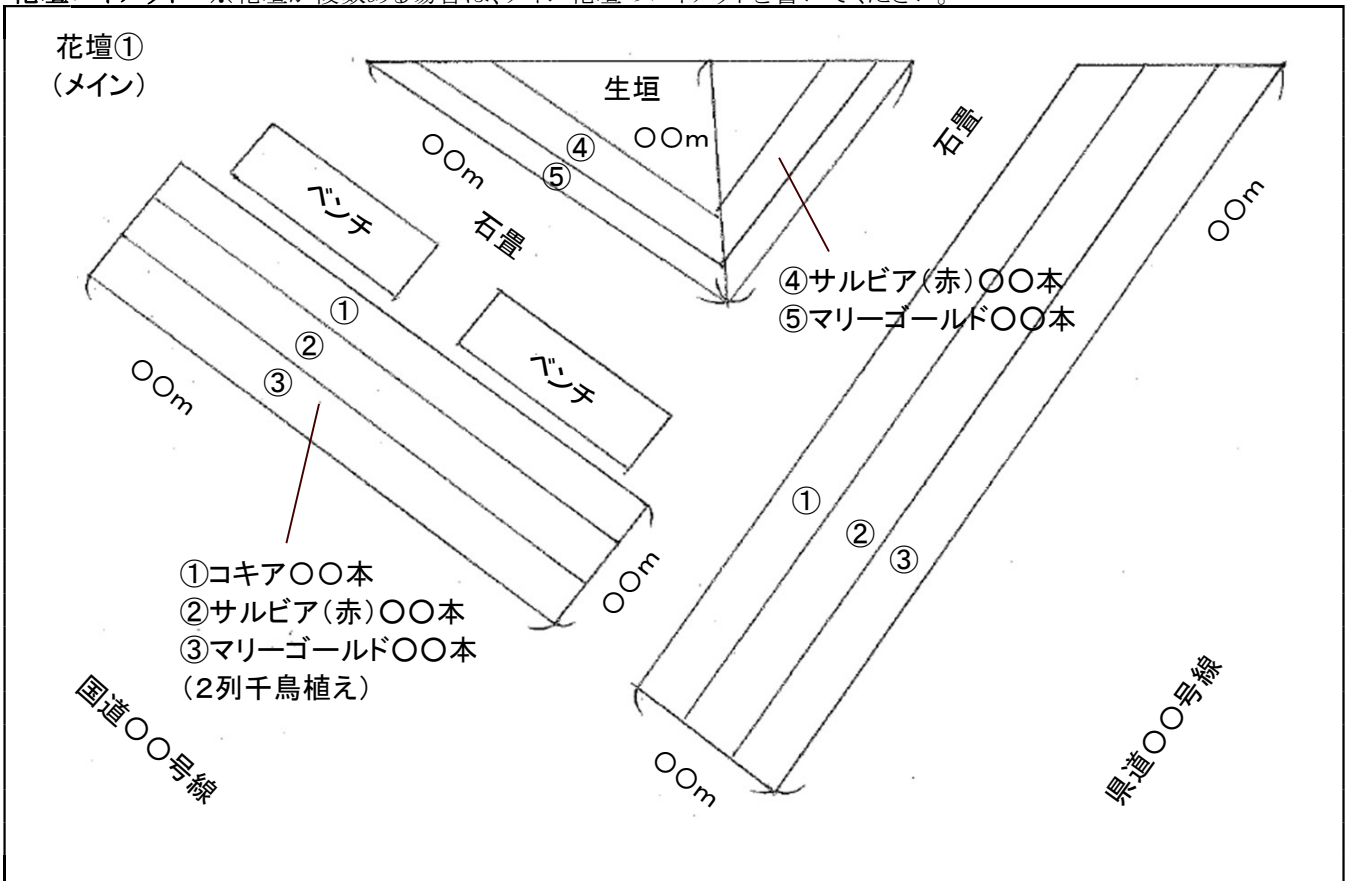 花壇①
(メイン)
生垣
〇〇m
石畳
④
⑤
〇〇m
〇〇m
ベンチ
石畳
④サルビア(赤)〇〇本
⑤マリーゴールド〇〇本
①
②
③
ベンチ
〇〇m
①
②
③
〇〇m
①コキア〇〇本
②サルビア(赤)〇〇本
③マリーゴールド〇〇本
(2列千鳥植え)
国道〇〇号線
〇〇m
県道〇〇号線